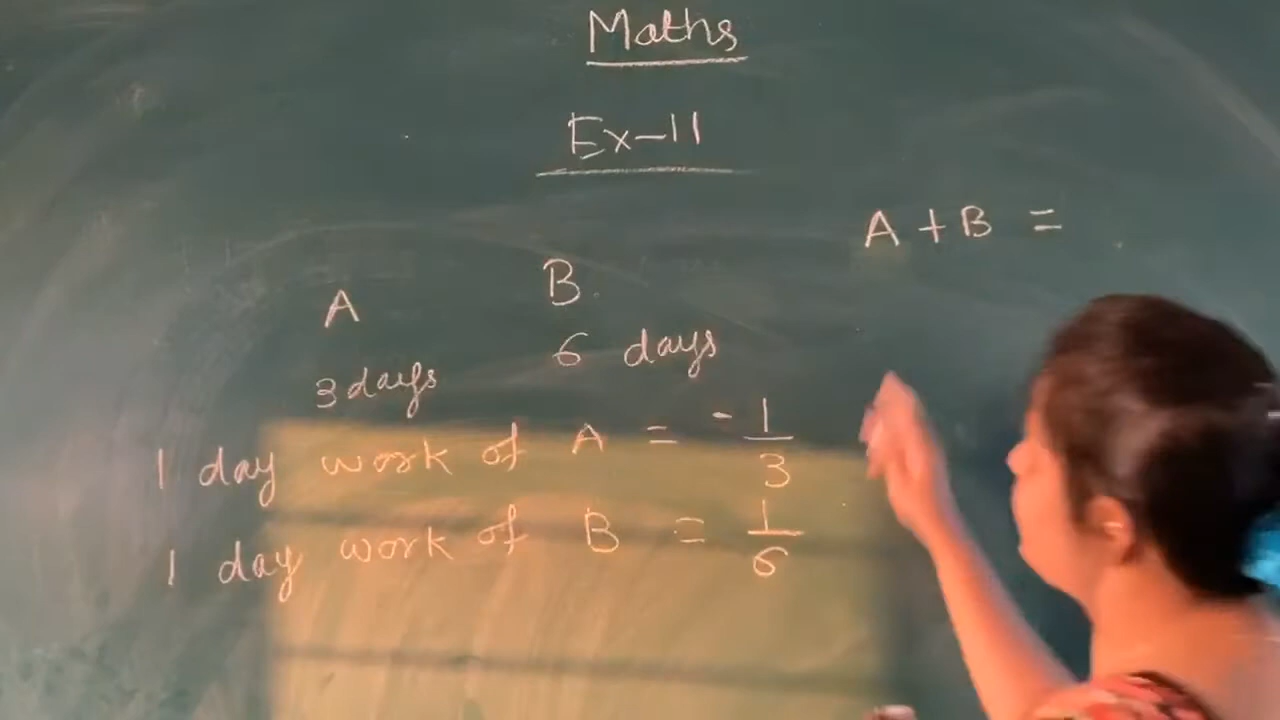 Maths
Ex-11
A + B =
A B
3 days 6 days
1 day work of A = - 1/3
1 day work of B = 1/6